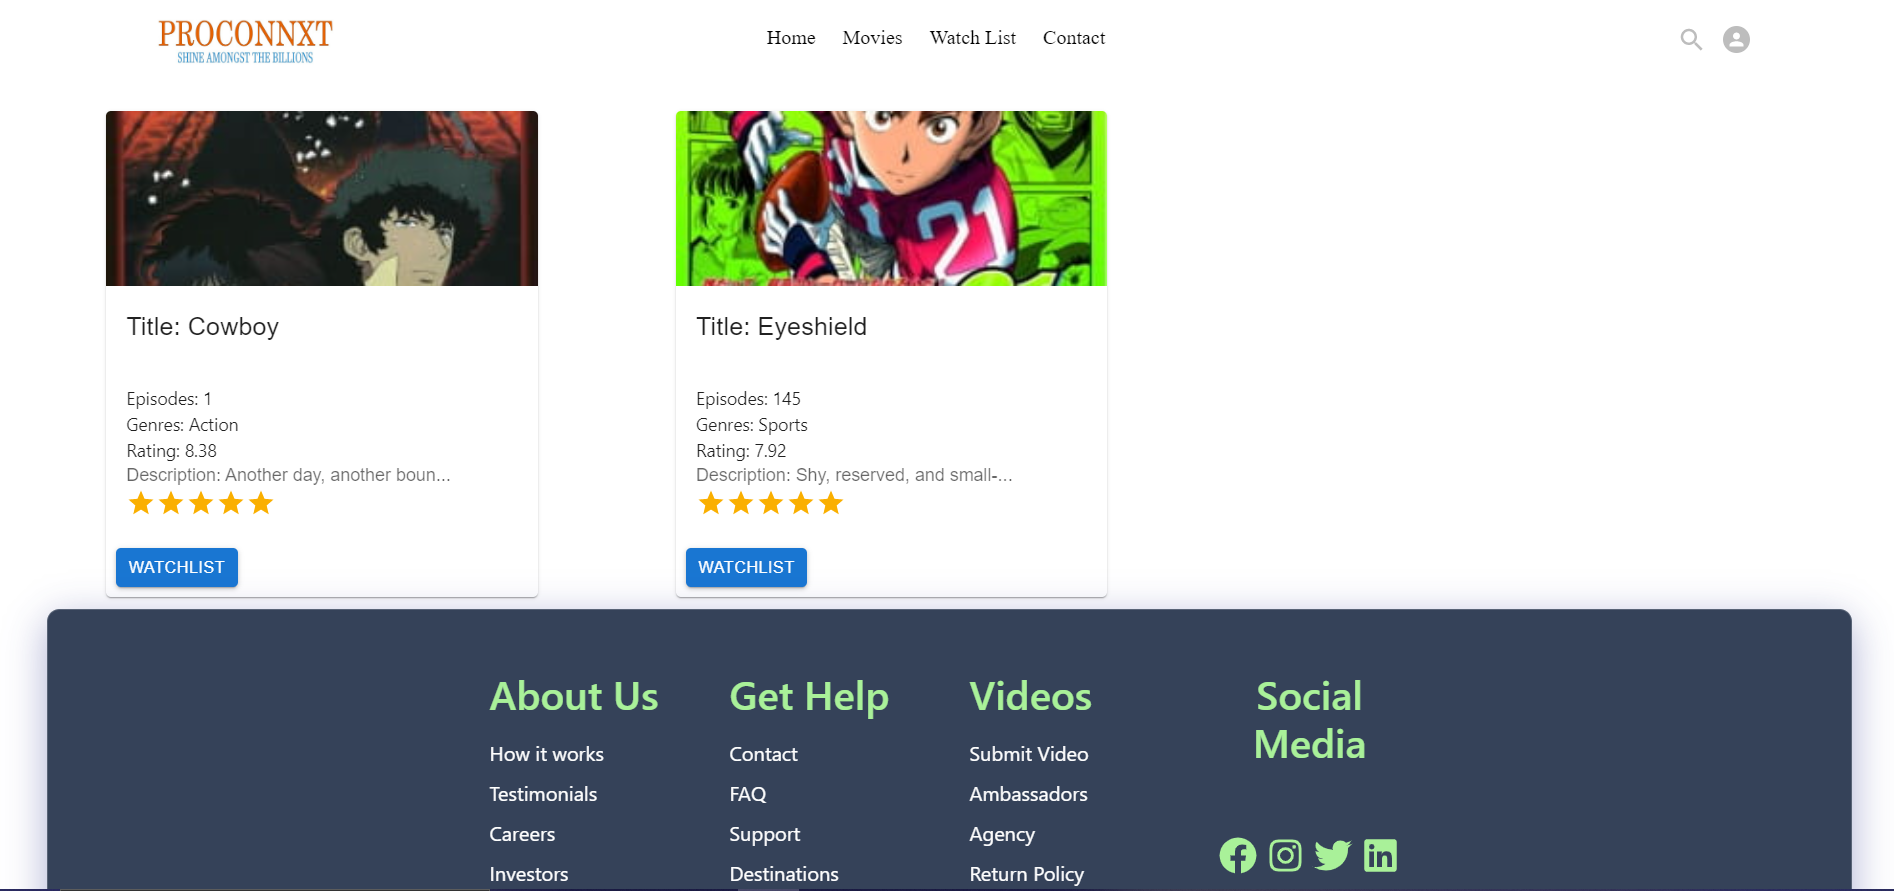 PROCONNXT
SHINE AMONGST THE BILLIONS
Home Movies Watch List Contact
21
Title: Cowboy
Episodes: 1
Genres: Action
Rating: 8.38
Description: Another day, another boun...
WATCHLIST
Title: Eyeshield
Episodes: 145
Genres: Sports
Rating: 7.92
Description: Shy, reserved, and small-...
WATCHLIST
About Us
How it works
Testimonials
Careers
Investors
Get Help
Contact
FAQ
Support
Destinations
Videos
Submit Video
Ambassadors
Agency
Return Policy
Social
Media